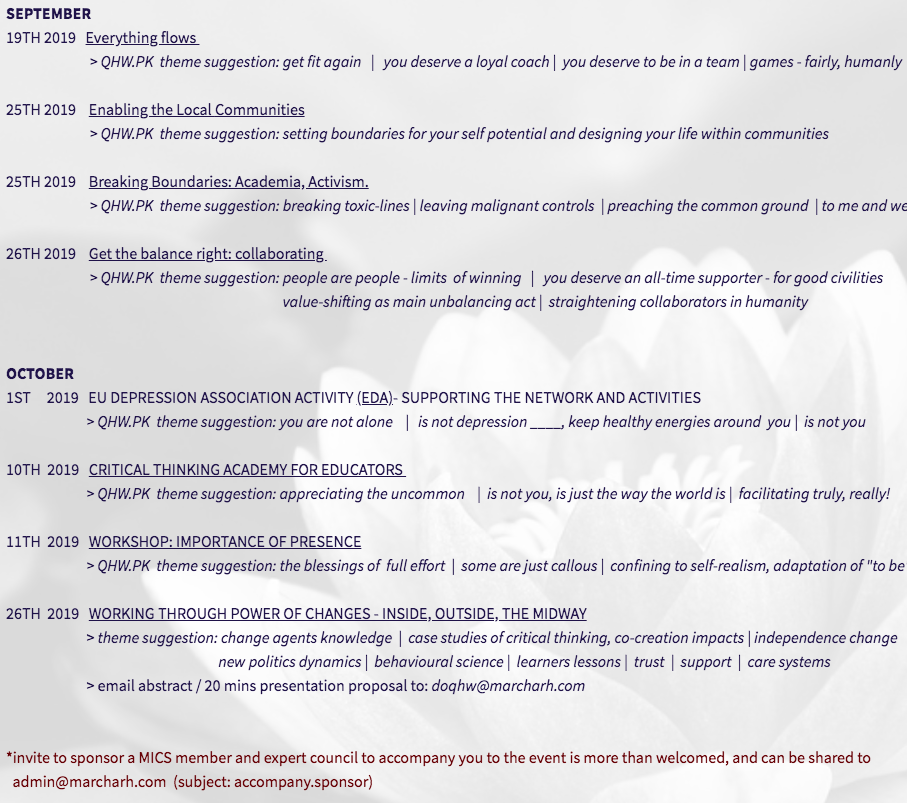 SEPTEMBER
19TH 2019 Everything flows
> QHW.PK theme suggestion: get fit again | you deserve a loyal coach | you deserve to be in a team | games - fairly, humanly
25TH 2019 Enabling the Local Communities
> QHW.PK theme suggestion: setting boundaries for your self potential and designing your life within communities
25TH 2019 Breaking Boundaries: Academia, Activism.
> QHW.PK theme suggestion: breaking toxic-lines | leaving malignant controls | preaching the common ground | to me and we
26TH 2019 Get the balance right: collaborating
> QHW.PK theme suggestion: people are people - limits of winning | you deserve an all-time supporter - for good civilities
value-shifting as main unbalancing act | straightening collaborators in humanity
OCTOBER
1ST 2019 EU DEPRESSION ASSOCIATION ACTIVITY (EDA)- SUPPORTING THE NETWORK AND ACTIVITIES
> QHW.PK theme suggestion: you are not alone | is not depression ____, keep healthy energies around you | is not you
10TH 2019 CRITICAL THINKING ACADEMY FOR EDUCATORS
> QHW.PK theme suggestion: appreciating the uncommon | is not you, is just the way the world is | facilitating truly, really!
11TH 2019 WORKSHOP: IMPORTANCE OF PRESENCE
> QHW.PK theme suggestion: the blessings of full effort | some are just callous | confining to self-realism, adaptation of "to be
26TH 2019 WORKING THROUGH POWER OF CHANGES - INSIDE, OUTSIDE, THE MIDWAY
> theme suggestion: change agents knowledge | case studies of critical thinking, co-creation impacts | independence change
new politics dynamics | behavioural science | learners lessons | trust | support | care systems
> email abstract / 20 mins presentation proposal to: doqhw@marcharh.com
*invite to sponsor a MICS member and expert council to accompany you to the event is more than welcomed, and can be shared to
admin@marcharh.com (subject: accompany.sponsor)